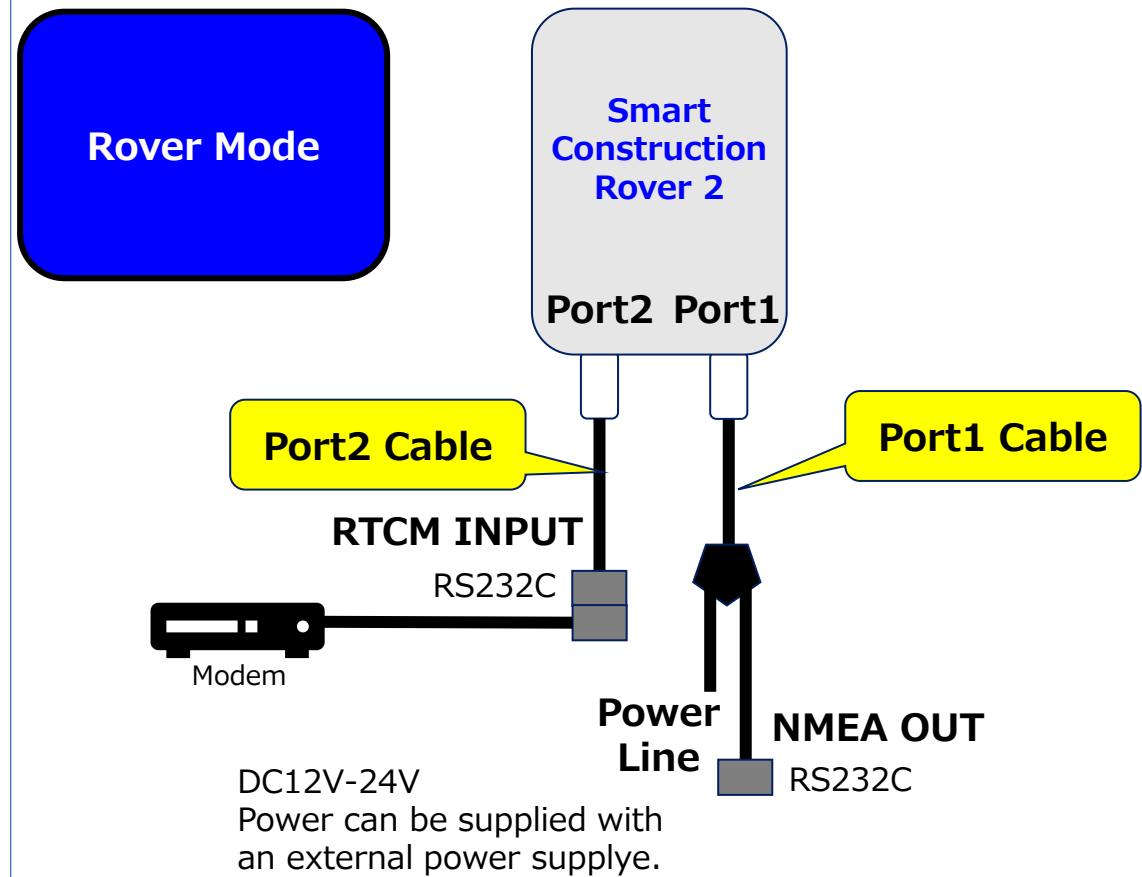 Rover Mode
Smart
Construction
Rover 2
Port2 Port1
Port2 Cable
Port1 Cable
RTCM INPUT
RS232C
Modem
Power
Line
NMEA OUT
RS232C
DC12V-24V
Power can be supplied with
an external power supplye.